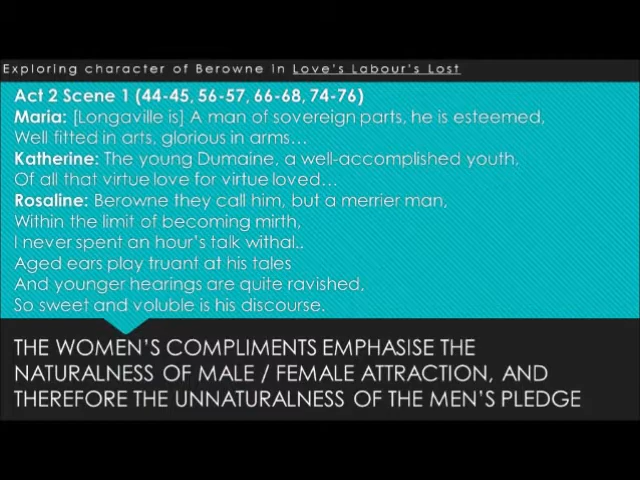 Exploring character of Berowne in Love's Labour's Lost
Act 2 Scene 1 (44-45, 56-57, 66-68, 74-76)
Maria: [Longaville is] A man of sovereign parts, he is esteemed,
Well fitted in arts, glorious in arms…
Katherine: The young Dumaine, a well-accomplished youth,
Of all that virtue love for virtue loved…
Rosaline: Berowne they call him, but a merrier man,
Within the limit of becoming mirth,
I never spent an hour's talk withal..
Aged ears play truant at his tales
And younger hearings are quite ravished,
So sweet and voluble is his discourse.
THE WOMEN'S COMPLIMENTS EMPHASISE THE
NATURALNESS OF MALE / FEMALE ATTRACTION, AND
THEREFORE THE UNNATURALNESS OF THE MEN'S PLEDGE